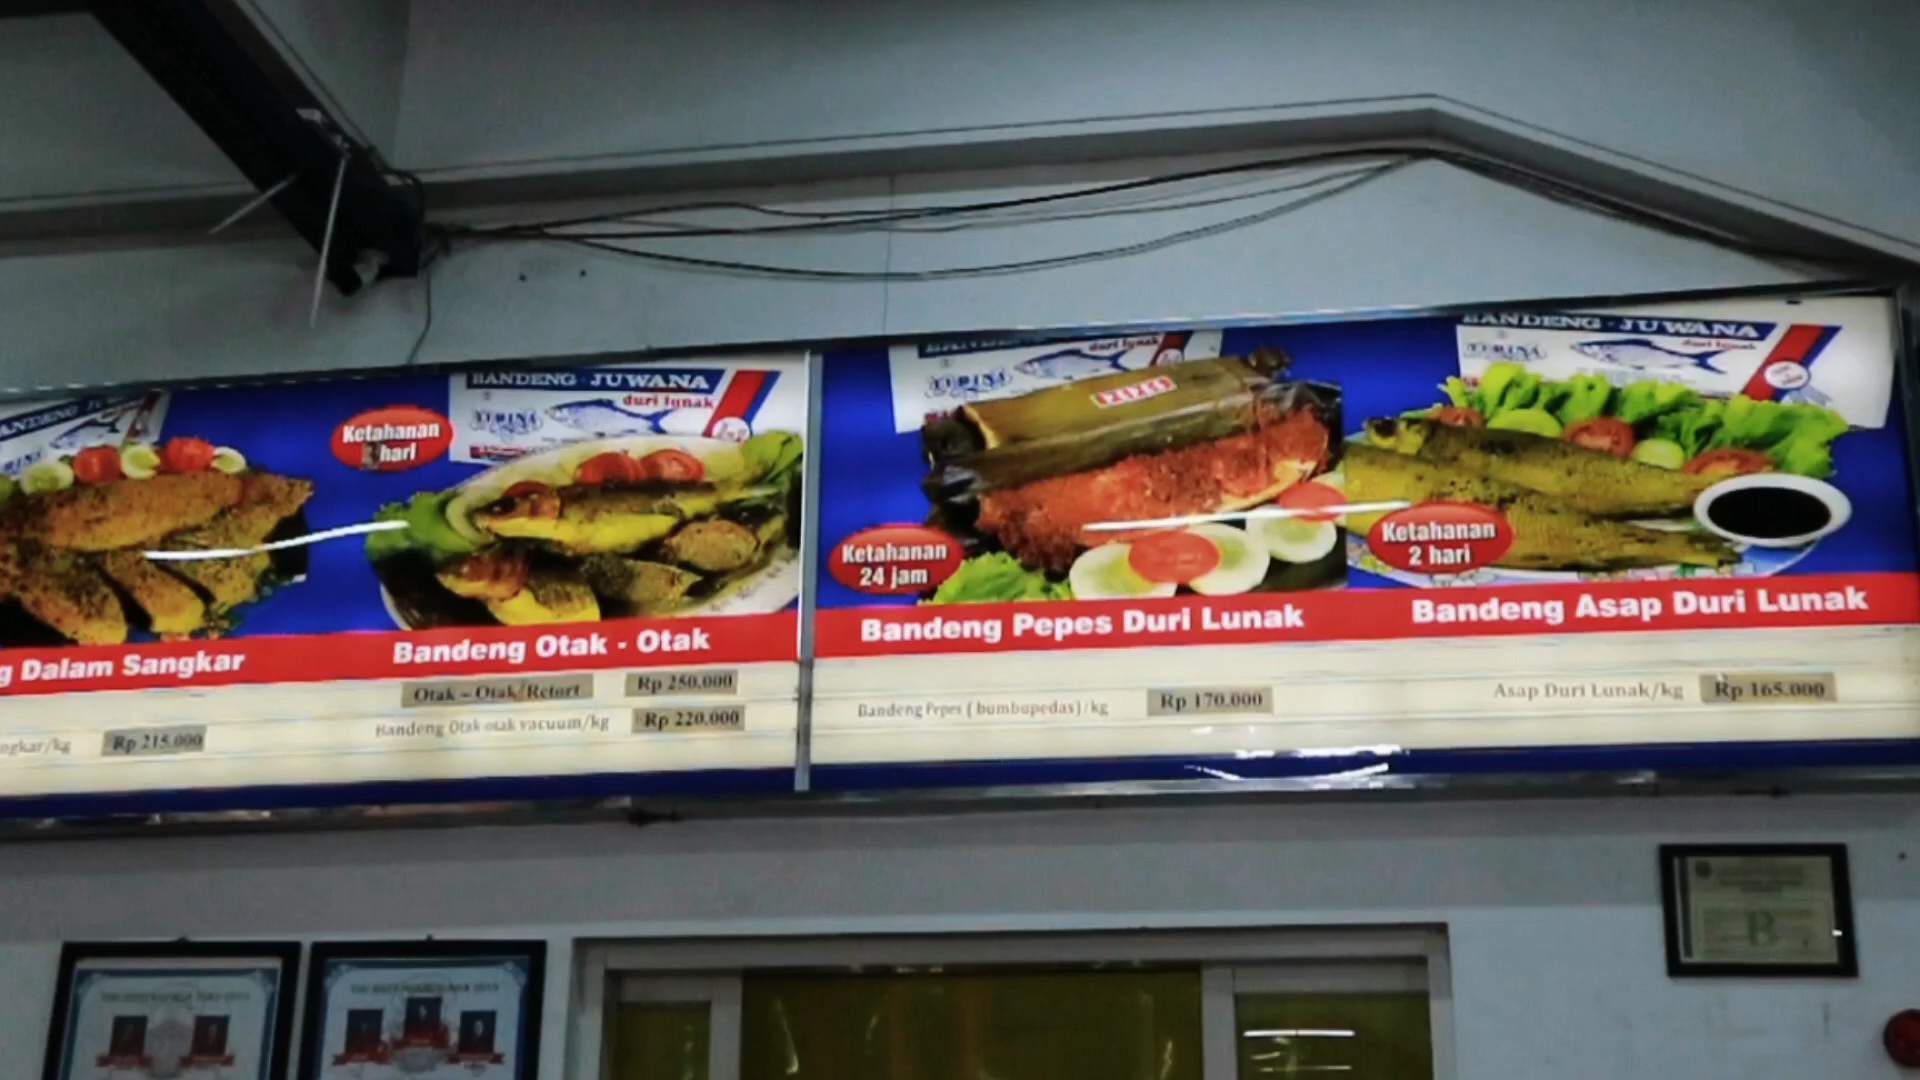 BANDENG JUWANA
duri lunak
Ketahanan
hari
g Dalam Sangkar
ngkar/kg
Rp 215.000
Bandeng Otak - Otak
Otak - Otak Retort
Rp 250.000
Bandeng Otak otak vacuum/kg
Rp 220.000
duri lunak
Ketahanan
24 jam
Bandeng Pepes Duri Lunak
Bandeng Pepes ( bumbupedas)/kg
Rp 170.000
BANDENG JUWANA
duri lunak
Ketahanan
2 hari
Bandeng Asap Duri Lunak
Asap Duri Lunak/kg
Rp 165.000
B